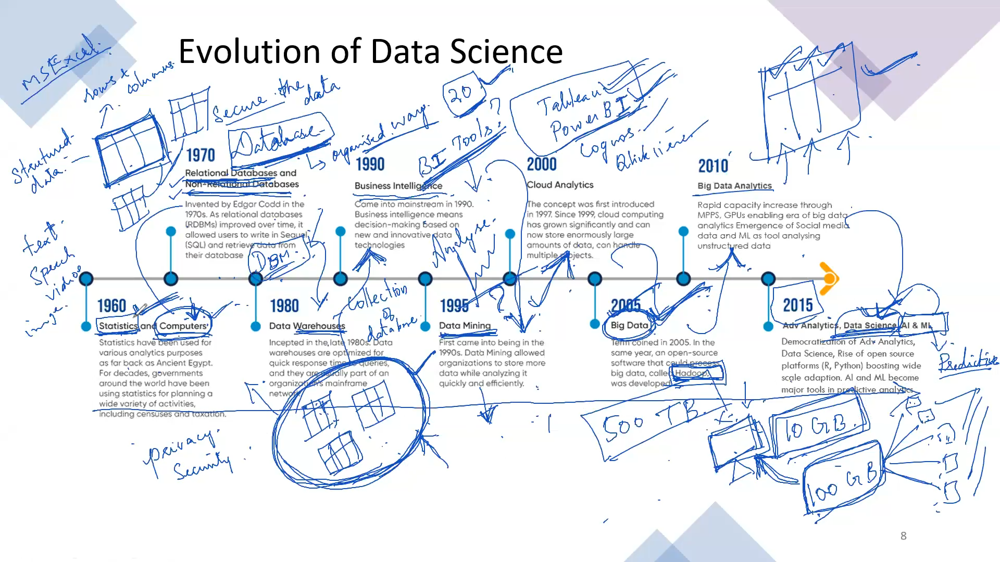 Evolution of Data Science
MS Excel.
rows &
columns.
Structured
data.
Secure the
data
Database
organised way.
20
BI Tools
?
Tableau
Power BI
Cognos
1970
Relational Databases and
Non-Relational Databases
Invented by Edgar Codd in the
1970s. As relational databases
(RDBMs) improved over time, it
allowed users to write in Sequel
(SQL) and retrieve data from
their database
1990
Business Intelligence
Came into mainstream in 1990.
Business intelligence means
decision-making based on
new and innovative data
technologies
2000
Cloud Analytics
The concept was first introduced
in 1997. Since 1999, cloud computing
has grown significantly and can
now store enormously large
amounts of data, can handle
multiple projects.
2010
Big Data Analytics
Rapid capacity increase through
MPPS, GPUs enabling era of big data
analytics Emergence of Social media
data and ML as tool analysing
unstructured data
text
Speech
videos
image.
DBM.
Analyse.
Collection
of
database.
?
1960
Statistics and Computers
Statistics have been used for
various analytics purposes
as far back as Ancient Egypt.
For decades, governments
around the world have been
using statistics for planning a
wide variety of activities,
including censuses and taxation.
1980
Data Warehouses
Incepted in the late 1980s. Data
warehouses are optimized for
quick response time queries,
and they are usually part of an
organization's mainframe
network.
1995
Data Mining
First came into being in the
1990s. Data Mining allowed
organizations to store more
data while analyzing it
quickly and efficiently.
2005
Big Data
Term coined in 2005. In the
same year, an open-source
software that could process
big data, called Hadoop,
was developed
2015
Adv Analytics, Data Science, AI & ML
Democratization of Adv Analytics,
Data Science, Rise of open source
platforms (R, Python) boosting wide
scale adaption. AI and ML become
major tools in predictive analytics
Predictive
privacy.
Security
500 TB.
10 GB.
100 GB
8